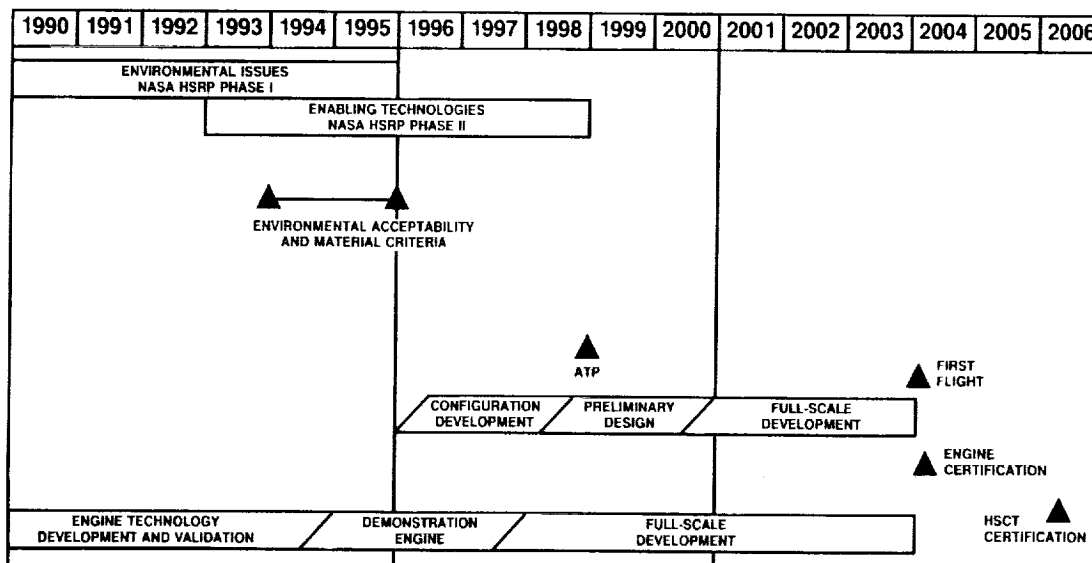 1990 1991 1992 1993 1994 1995 1996 1997 1998 1999 2000 2001 2002 2003 2004 2005 2006
ENVIRONMENTAL ISSUES
NASA HSRP PHASE I
ENABLING TECHNOLOGIES
NASA HSRP PHASE II
ENVIRONMENTAL ACCEPTABILITY
AND MATERIAL CRITERIA
ATP
FIRST
FLIGHT
CONFIGURATION
DEVELOPMENT
PRELIMINARY
DESIGN
FULL-SCALE
DEVELOPMENT
ENGINE
CERTIFICATION
ENGINE TECHNOLOGY
DEVELOPMENT AND VALIDATION
DEMONSTRATION
ENGINE
FULL-SCALE
DEVELOPMENT
HSCT
CERTIFICATION